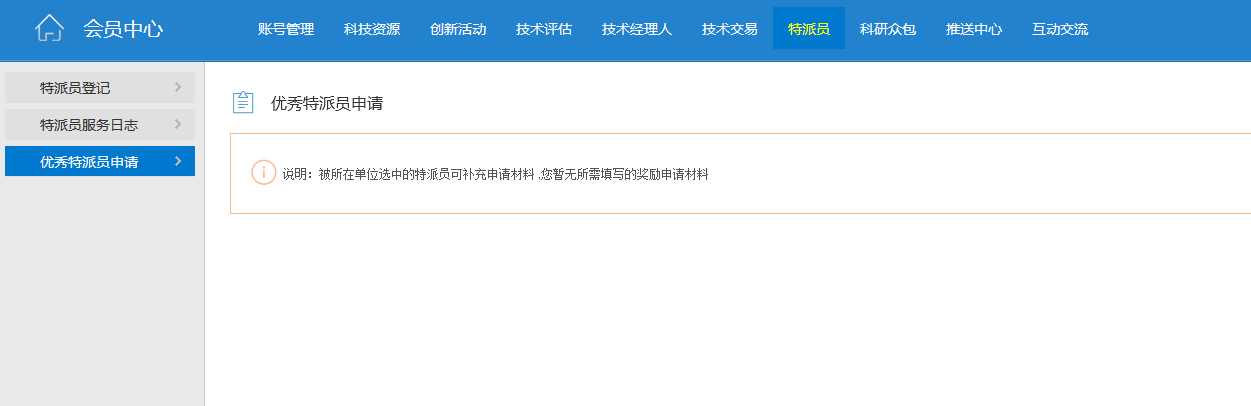 会员中心
账号管理 科技资源 创新活动 技术评估 技术经理人 技术交易 特派员 科研众包 推送中心 互动交流
特派员登记
特派员服务日志
优秀特派员申请
优秀特派员申请
说明：被所在单位选中的特派员可补充申请材料 ,您暂无所需填写的奖励申请材料